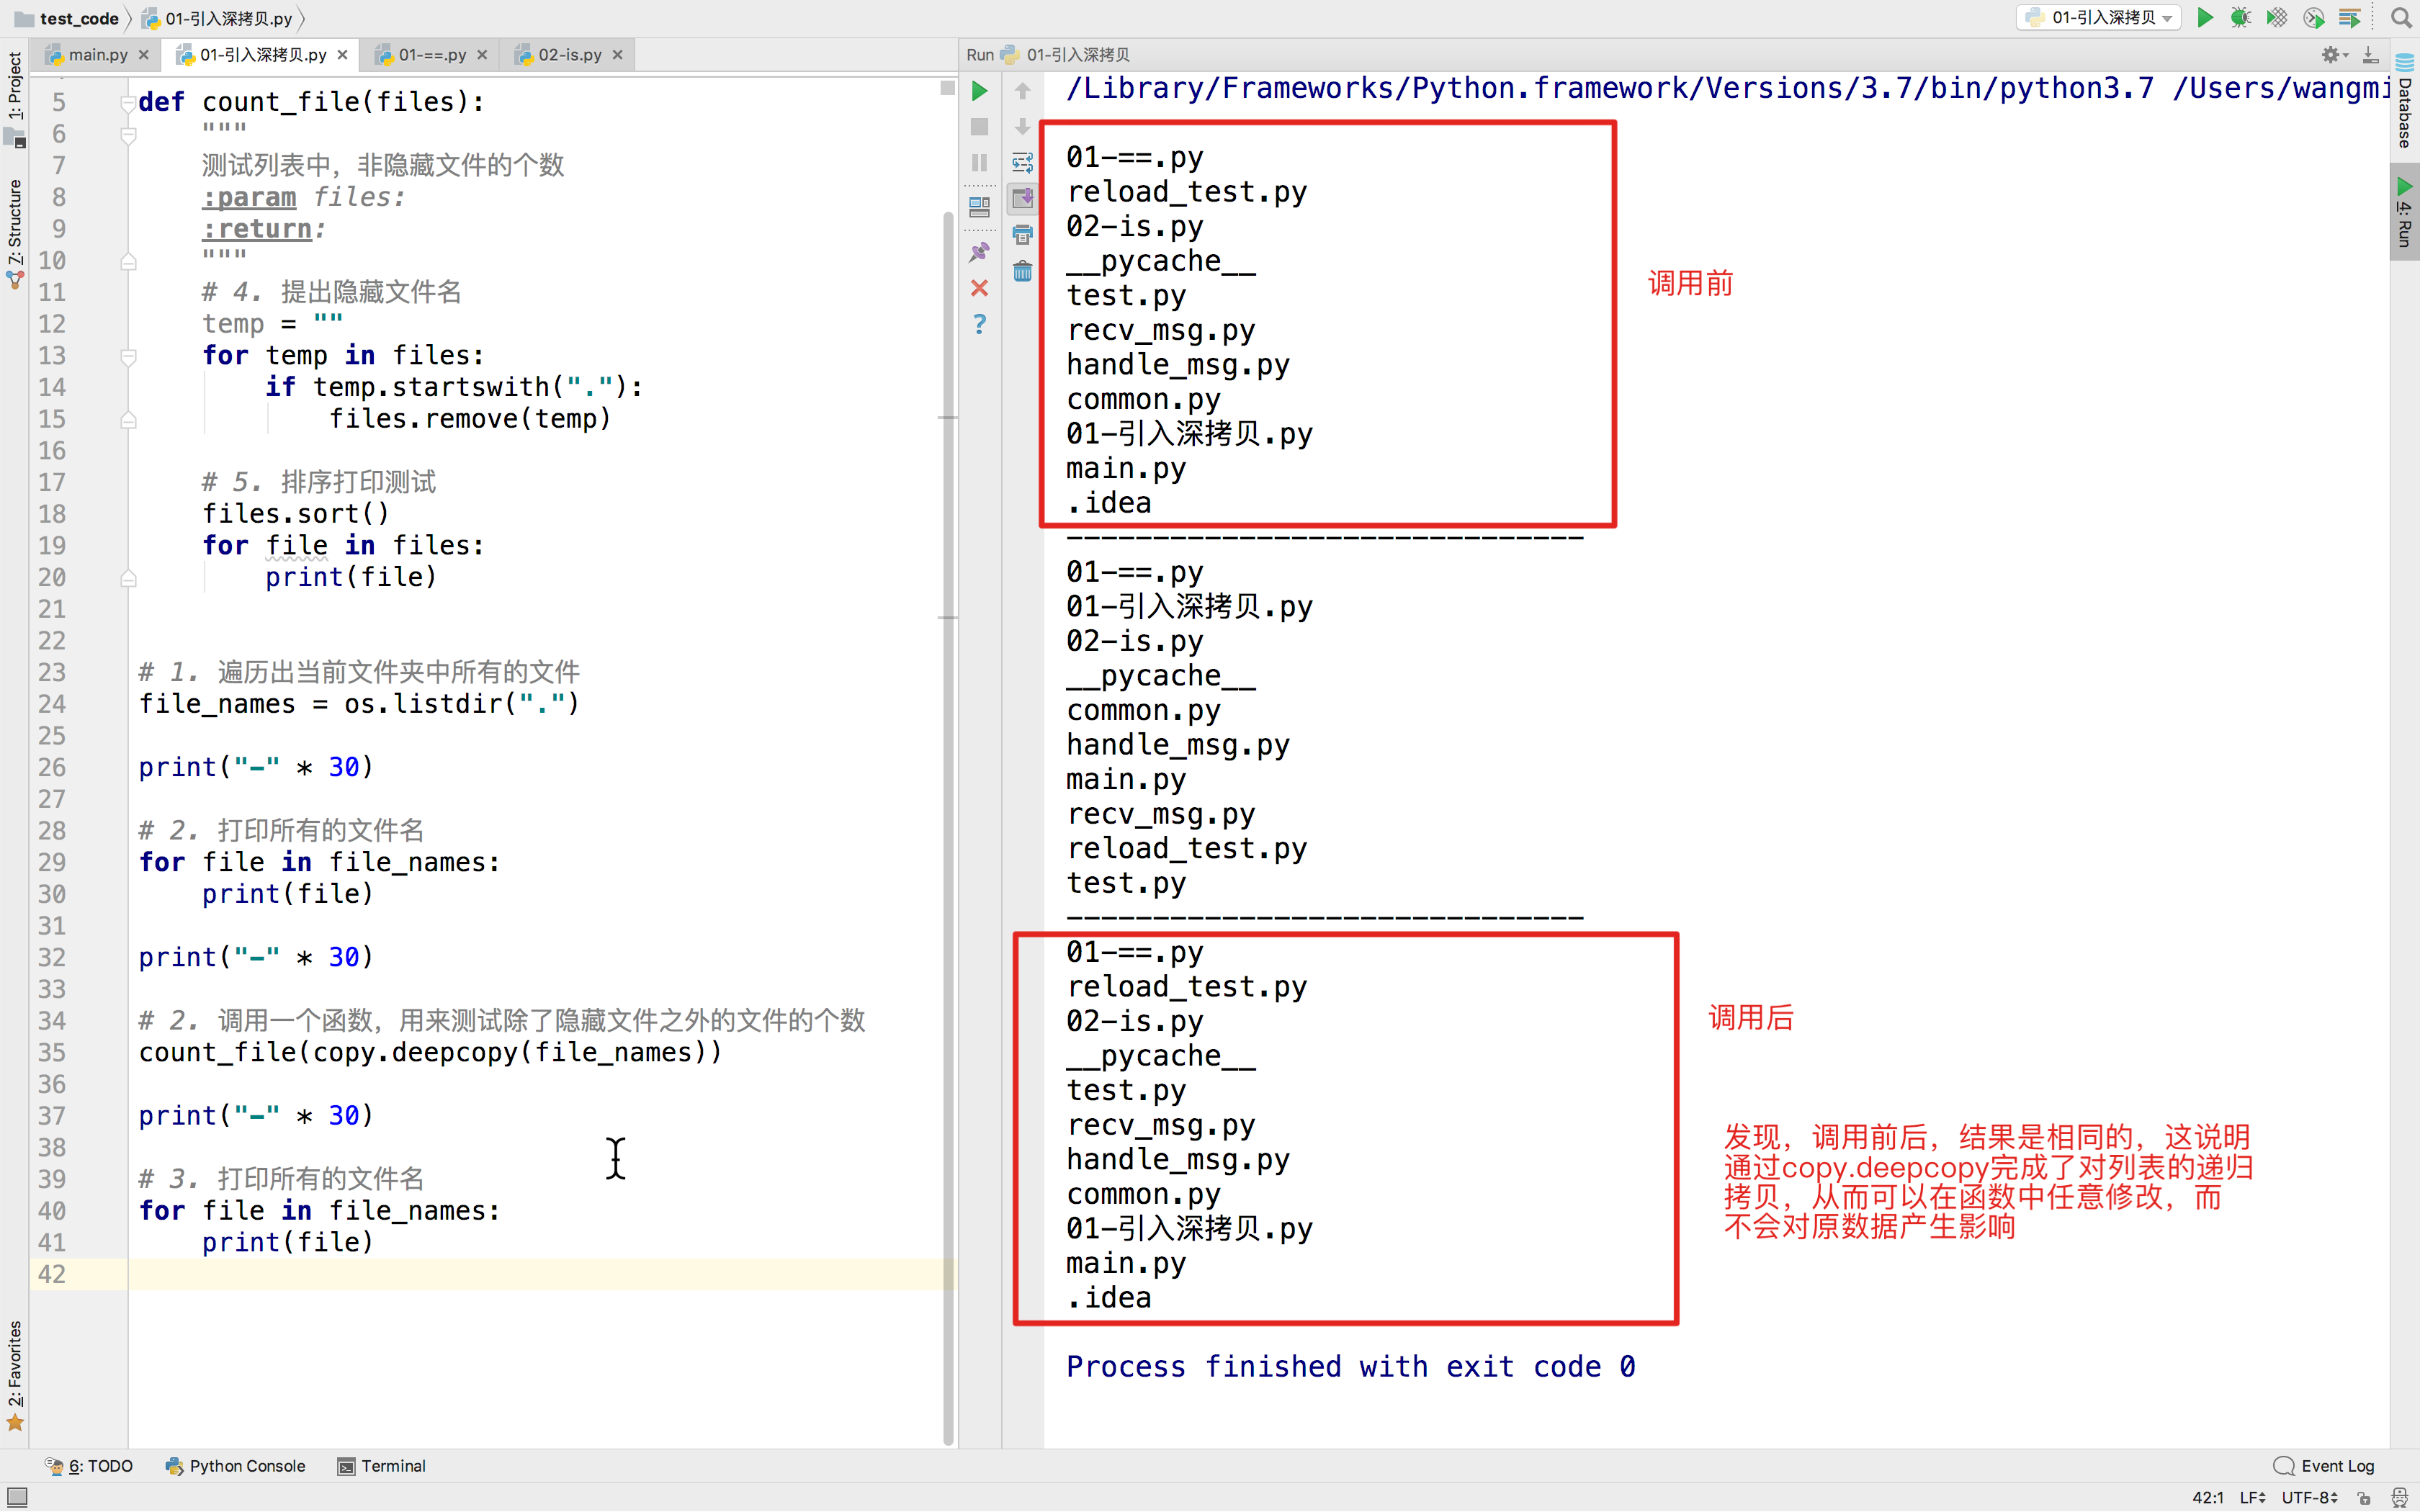 test_code
01-引入深拷贝.py
01-引入深拷贝
main.py
01-引入深拷贝.py
01-==.py
02-is.py
Run
01-引入深拷贝
1: Project
7: Structure
2: Favorites
5 def count_file(files):
6 """
7 测试列表中，非隐藏文件的个数
8 :param files:
9 :return:
10 """
11 # 4. 提出隐藏文件名
12 temp = ""
13 for temp in files:
14 if temp.startswith("."):
15 files.remove(temp)
16
17 # 5. 排序打印测试
18 files.sort()
19 for file in files:
20 print(file)
21
22
23 # 1. 遍历出当前文件夹中所有的文件
24 file_names = os.listdir(".")
25
26 print("-" * 30)
27
28 # 2. 打印所有的文件名
29 for file in file_names:
30 print(file)
31
32 print("-" * 30)
33
34 # 2. 调用一个函数，用来测试除了隐藏文件之外的文件的个数
35 count_file(copy.deepcopy(file_names))
36
37 print("-" * 30)
38
39 # 3. 打印所有的文件名
40 for file in file_names:
41 print(file)
42
/Library/Frameworks/Python.framework/Versions/3.7/bin/python3.7 /Users/wangmi
01-==.py
reload_test.py
02-is.py
__pycache__
test.py
recv_msg.py
handle_msg.py
common.py
01-引入深拷贝.py
main.py
.idea
调用前
------------------------------
01-==.py
01-引入深拷贝.py
02-is.py
__pycache__
common.py
handle_msg.py
main.py
recv_msg.py
reload_test.py
test.py
------------------------------
01-==.py
reload_test.py
02-is.py
__pycache__
test.py
recv_msg.py
handle_msg.py
common.py
01-引入深拷贝.py
main.py
.idea
调用后
发现，调用前后，结果是相同的，这说明
通过copy.deepcopy完成了对列表的递归
拷贝，从而可以在函数中任意修改，而
不会对原数据产生影响
Process finished with exit code 0
Database
4: Run
6: TODO
Python Console
Terminal
Event Log
42:1
LF
UTF-8